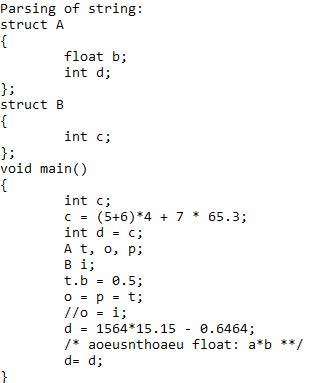 Parsing of string:
struct A
{
        float b;
        int d;
};
struct B
{
        int c;
};
void main()
{
        int c;
        c = (5+6)*4 + 7 * 65.3;
        int d = c;
        A t, o, p;
        B i;
        t.b = 0.5;
        o = p = t;
        //o = i;
        d = 1564*15.15 - 0.6464;
        /* aoeusnthoaeu float: a*b **/
        d= d;
}